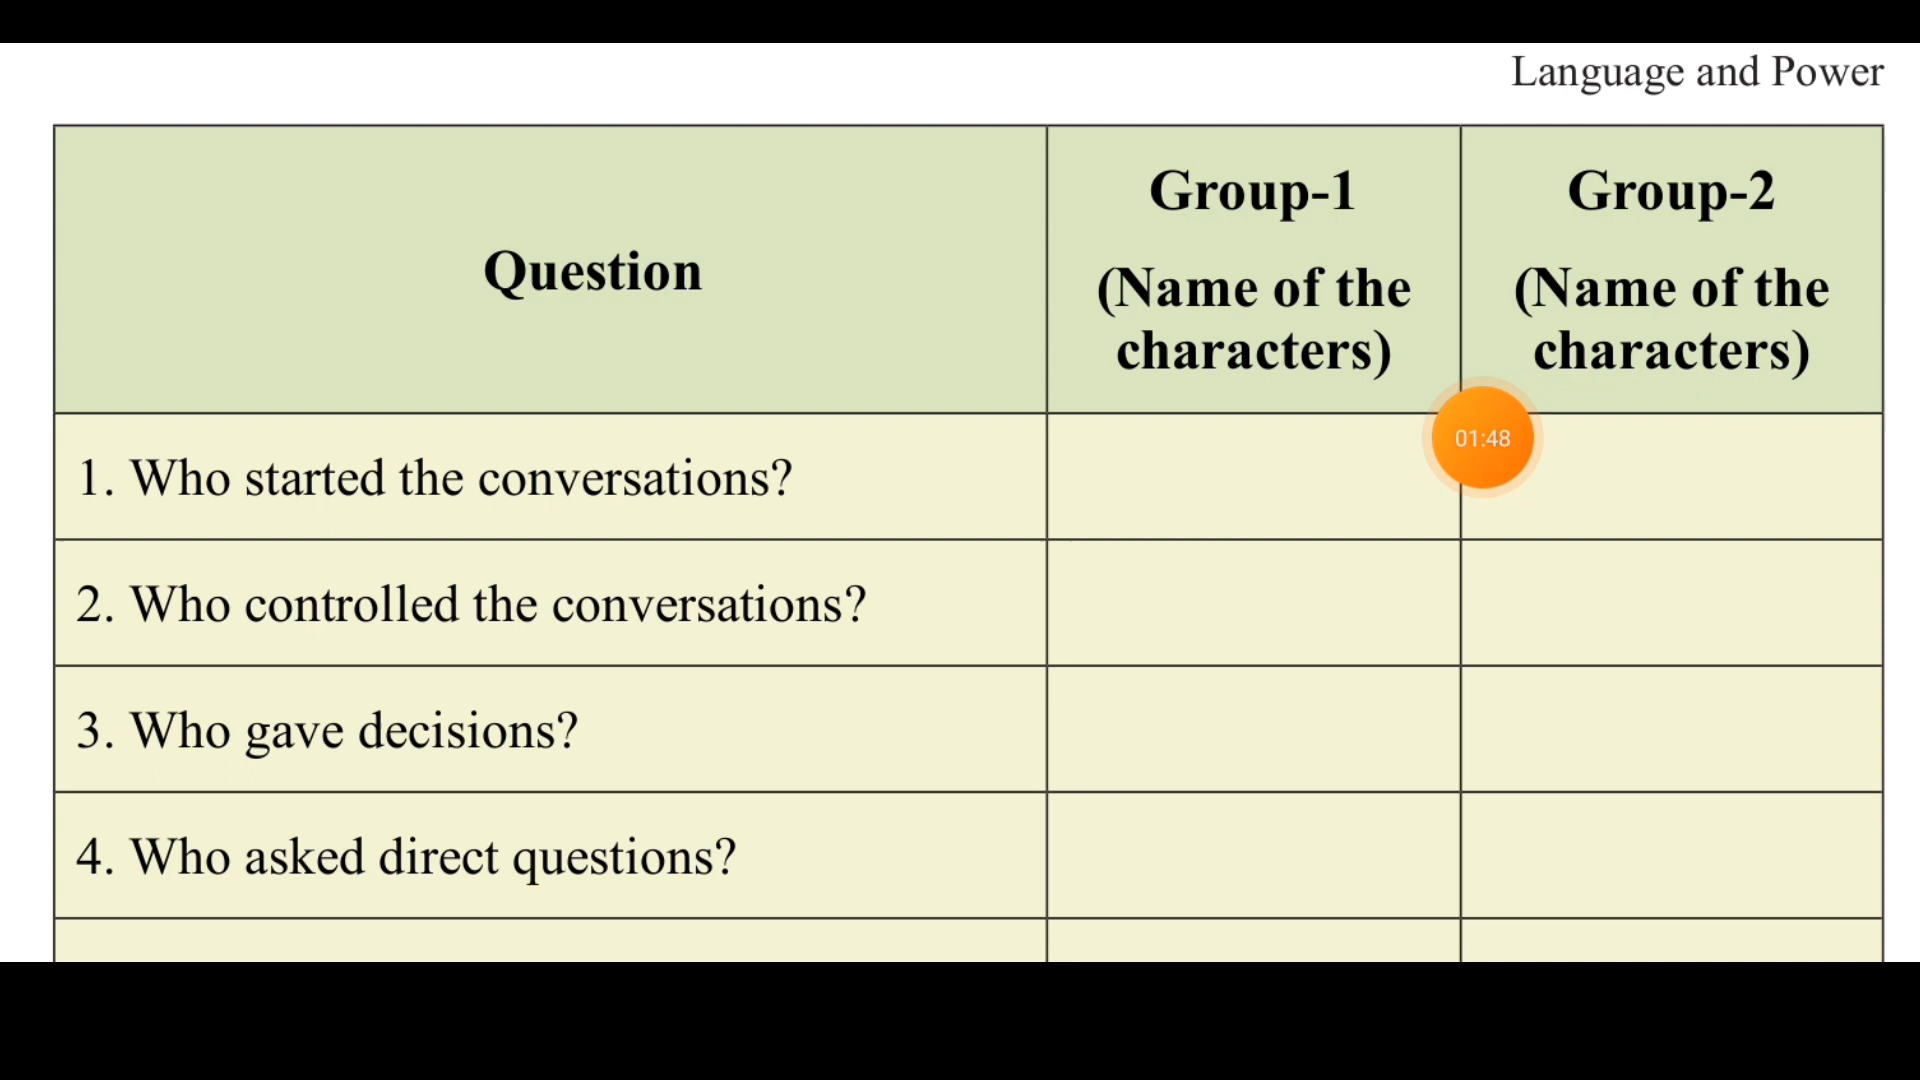 Language and Power
Question
Group-1
(Name of the
characters)
Group-2
(Name of the
characters)
01:48
1. Who started the conversations?
2. Who controlled the conversations?
3. Who gave decisions?
4. Who asked direct questions?